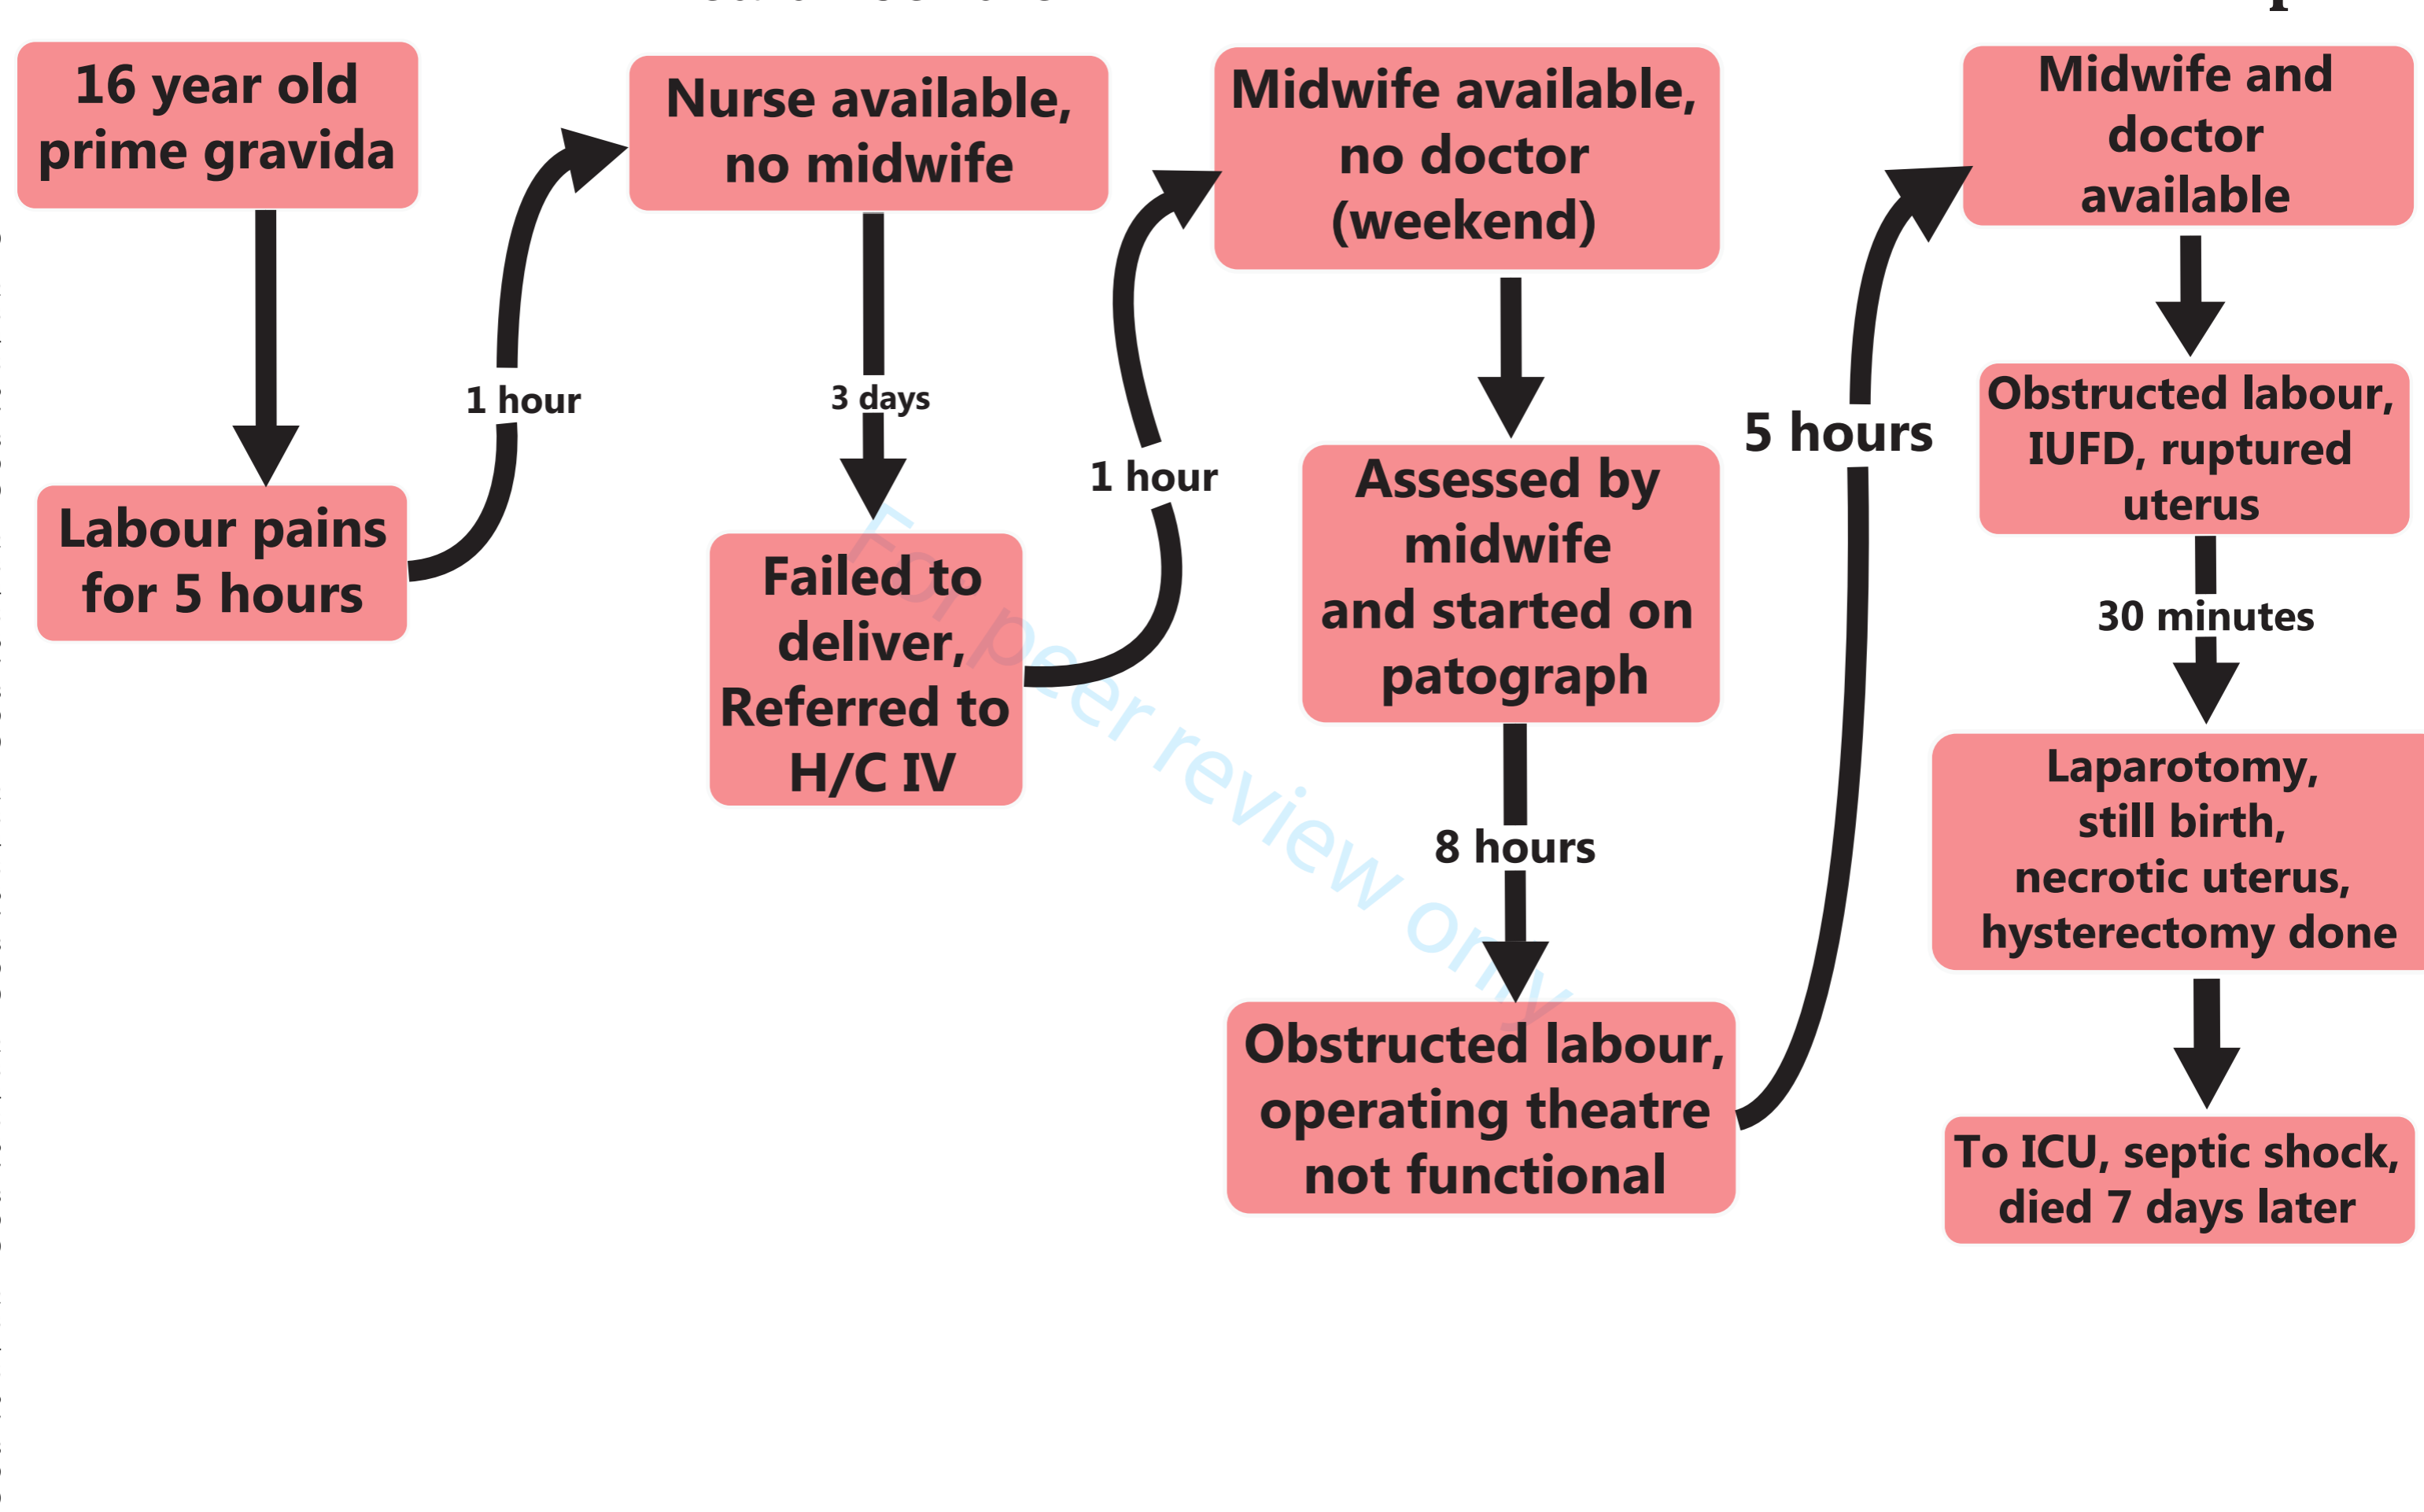 16 year old
prime gravida
Labour pains
for 5 hours
1 hour
Nurse available,
no midwife
3 days
Failed to
deliver,
Referred to
H/C IV
1 hour
Midwife available,
no doctor
(weekend)
Assessed by
midwife
and started on
patograph
8 hours
Obstructed labour,
operating theatre
not functional
5 hours
Midwife and
doctor
available
Obstructed labour,
IUFD, ruptured
uterus
30 minutes
Laparotomy,
still birth,
necrotic uterus,
hysterectomy done
To ICU, septic shock,
died 7 days later
For peer review only